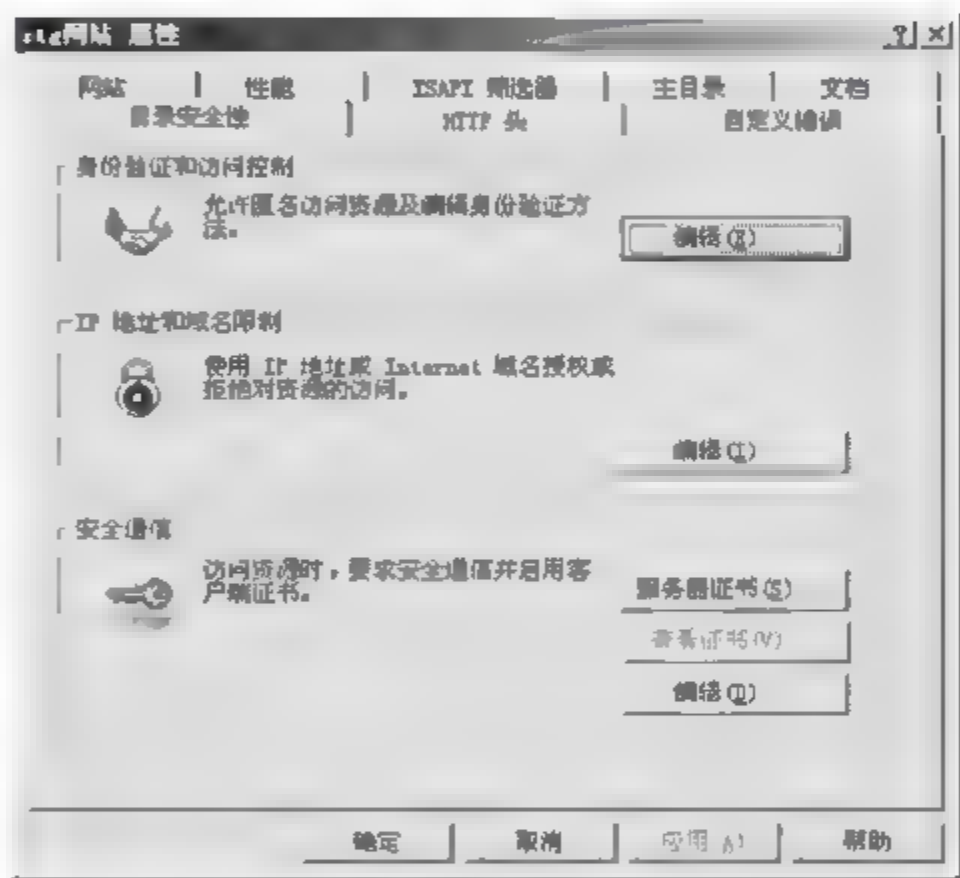 网站 属性
网站 性能 ISAPI 筛选器 主目录 文档
目录安全性 HTTP 头 自定义错误
身份验证和访问控制
允许匿名访问资源及编辑身份验证方
法。
编辑(E)
IP 地址和域名限制
使用 IP 地址或 Internet 域名授权或
拒绝对资源的访问。
编辑(I)
安全通信
访问资源时，要求安全通信并启用客
户端证书。
服务器证书(S)
查看证书(V)
编辑(D)
确定 取消 应用(A) 帮助